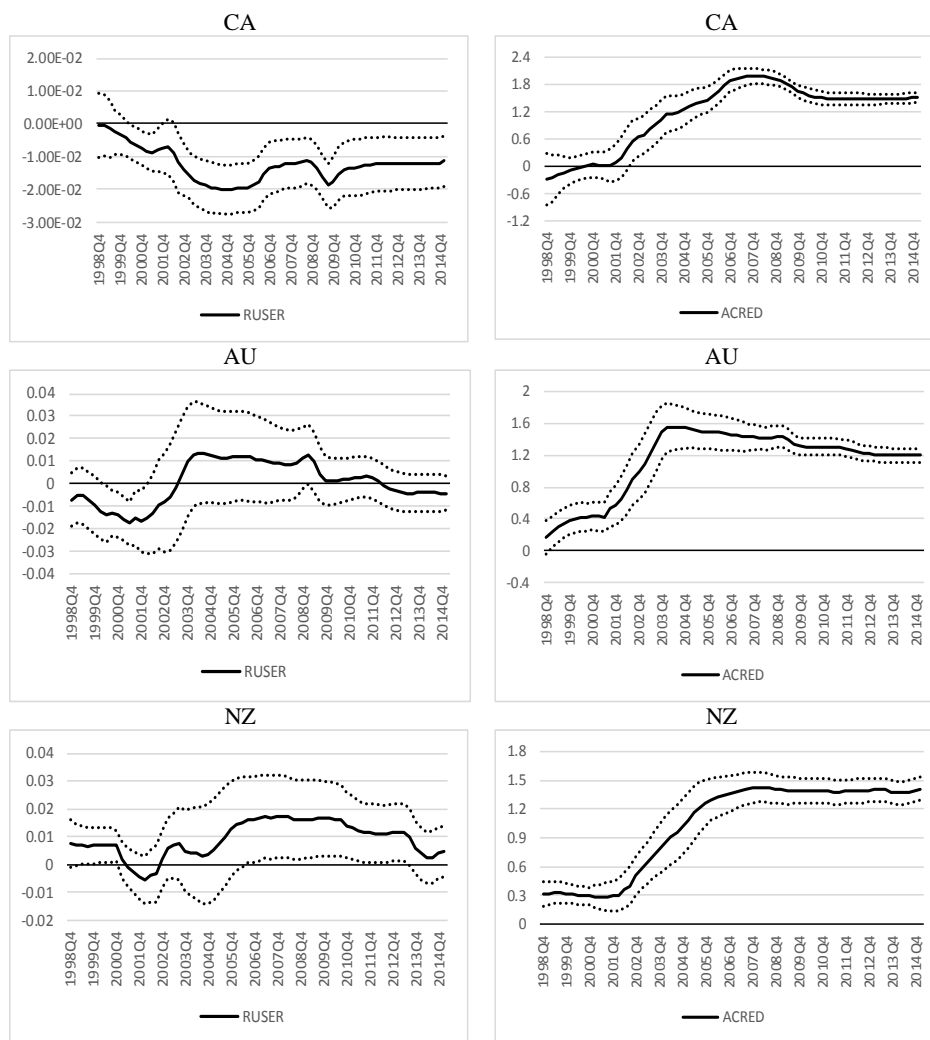 CA
2.00E-02
1.00E-02
0.00E+00
-1.00E-02
-2.00E-02
-3.00E-02
1998Q4
1999Q4
2000Q4
2001Q4
2002Q4
2003Q4
2004Q4
2005Q4
2006Q4
2007Q4
2008Q4
2009Q4
2010Q4
2011Q4
2012Q4
2013Q4
2014Q4
RUSER
CA
2.4
1.8
1.2
0.6
0
-0.6
-1.2
1998Q4
1999Q4
2000Q4
2001Q4
2002Q4
2003Q4
2004Q4
2005Q4
2006Q4
2007Q4
2008Q4
2009Q4
2010Q4
2011Q4
2012Q4
2013Q4
2014Q4
ACRED
AU
0.04
0.03
0.02
0.01
0
-0.01
-0.02
-0.03
-0.04
1998Q4
1999Q4
2000Q4
2001Q4
2002Q4
2003Q4
2004Q4
2005Q4
2006Q4
2007Q4
2008Q4
2009Q4
2010Q4
2011Q4
2012Q4
2013Q4
2014Q4
RUSER
AU
2
1.6
1.2
0.8
0.4
0
-0.4
1998Q4
1999Q4
2000Q4
2001Q4
2002Q4
2003Q4
2004Q4
2005Q4
2006Q4
2007Q4
2008Q4
2009Q4
2010Q4
2011Q4
2012Q4
2013Q4
2014Q4
ACRED
NZ
0.04
0.03
0.02
0.01
0
-0.01
-0.02
1998Q4
1999Q4
2000Q4
2001Q4
2002Q4
2003Q4
2004Q4
2005Q4
2006Q4
2007Q4
2008Q4
2009Q4
2010Q4
2011Q4
2012Q4
2013Q4
2014Q4
RUSER
NZ
1.8
1.5
1.2
0.9
0.6
0.3
0
1998Q4
1999Q4
2000Q4
2001Q4
2002Q4
2003Q4
2004Q4
2005Q4
2006Q4
2007Q4
2008Q4
2009Q4
2010Q4
2011Q4
2012Q4
2013Q4
2014Q4
ACRED